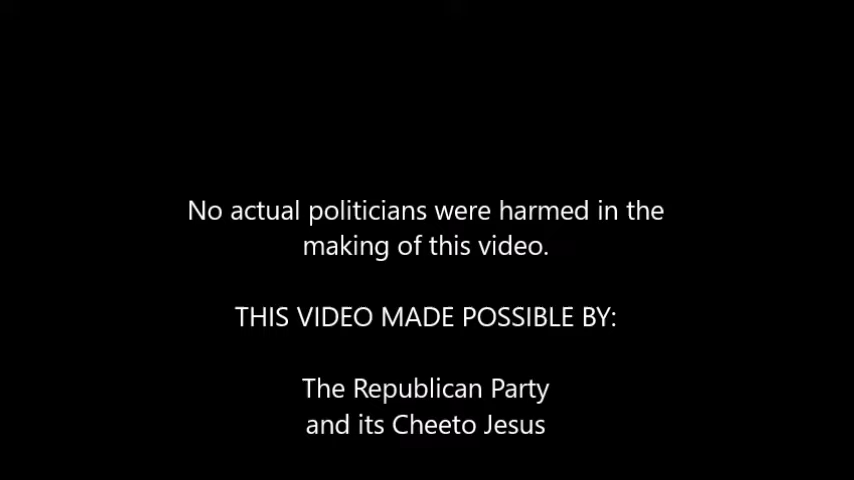 No actual politicians were harmed in the
making of this video.
THIS VIDEO MADE POSSIBLE BY:
The Republican Party
and its Cheeto Jesus